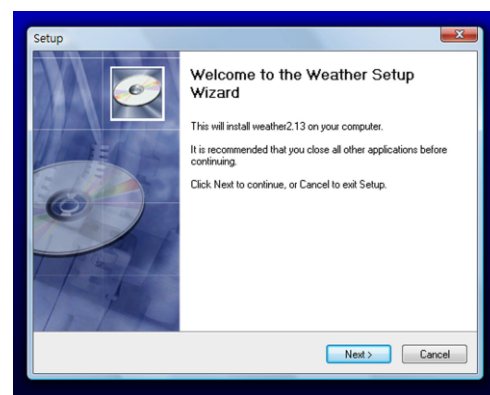 Setup
Welcome to the Weather Setup
Wizard
This will install weather2.13 on your computer.
It is recommended that you close all other applications before
continuing.
Click Next to continue, or Cancel to exit Setup.
Next >
Cancel